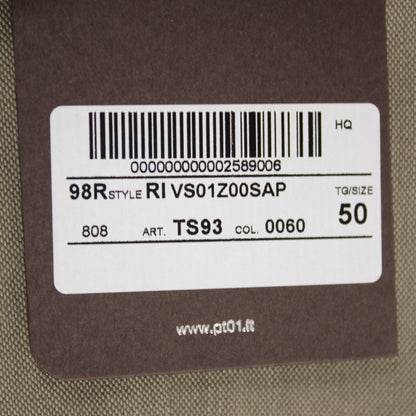 HQ
000000000002589006
98R STYLE RI VS01Z00SAP TG/SIZE
808 ART. TS93 COL. 0060 50
www.pt01.it